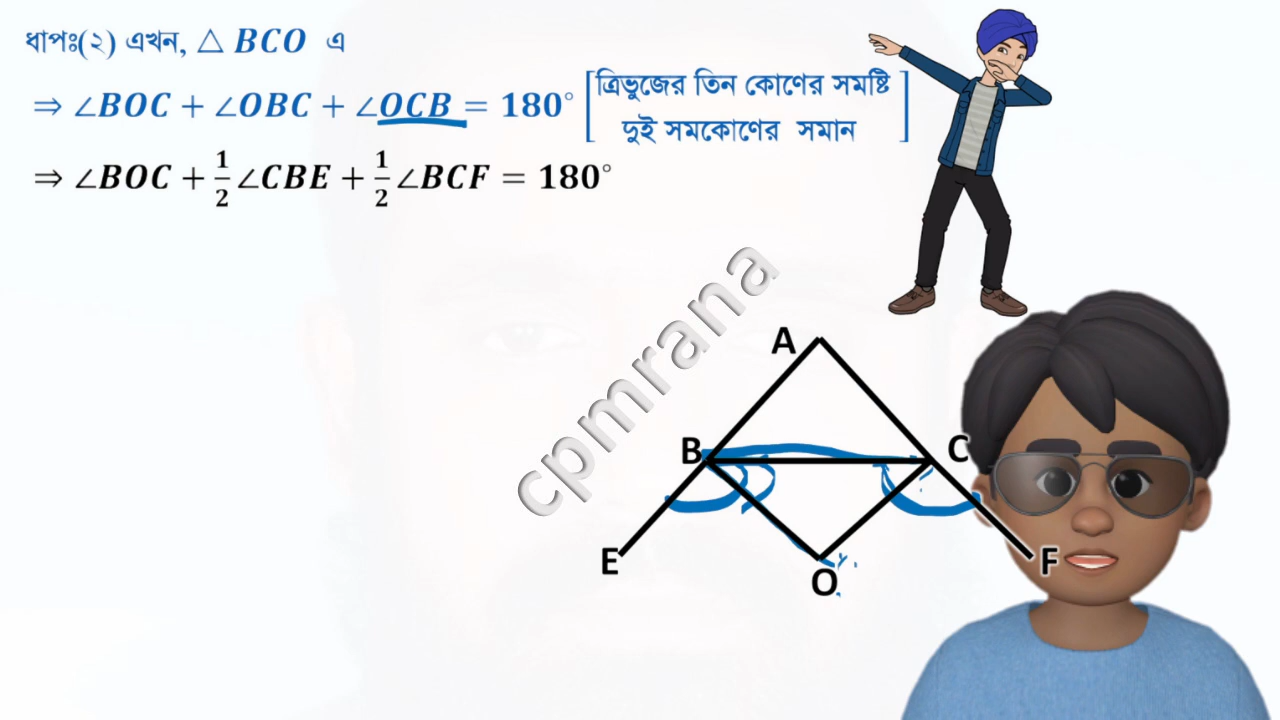 ধাপঃ(২) এখন, △ BCO এ
⇒ ∠BOC + ∠OBC + ∠OCB = 180° [ত্রিভুজের তিন কোণের সমষ্টি
দুই সমকোণের সমান]
⇒ ∠BOC + 1/2 ∠CBE + 1/2 ∠BCF = 180°
cpmrana
A
B
C
E
O
F